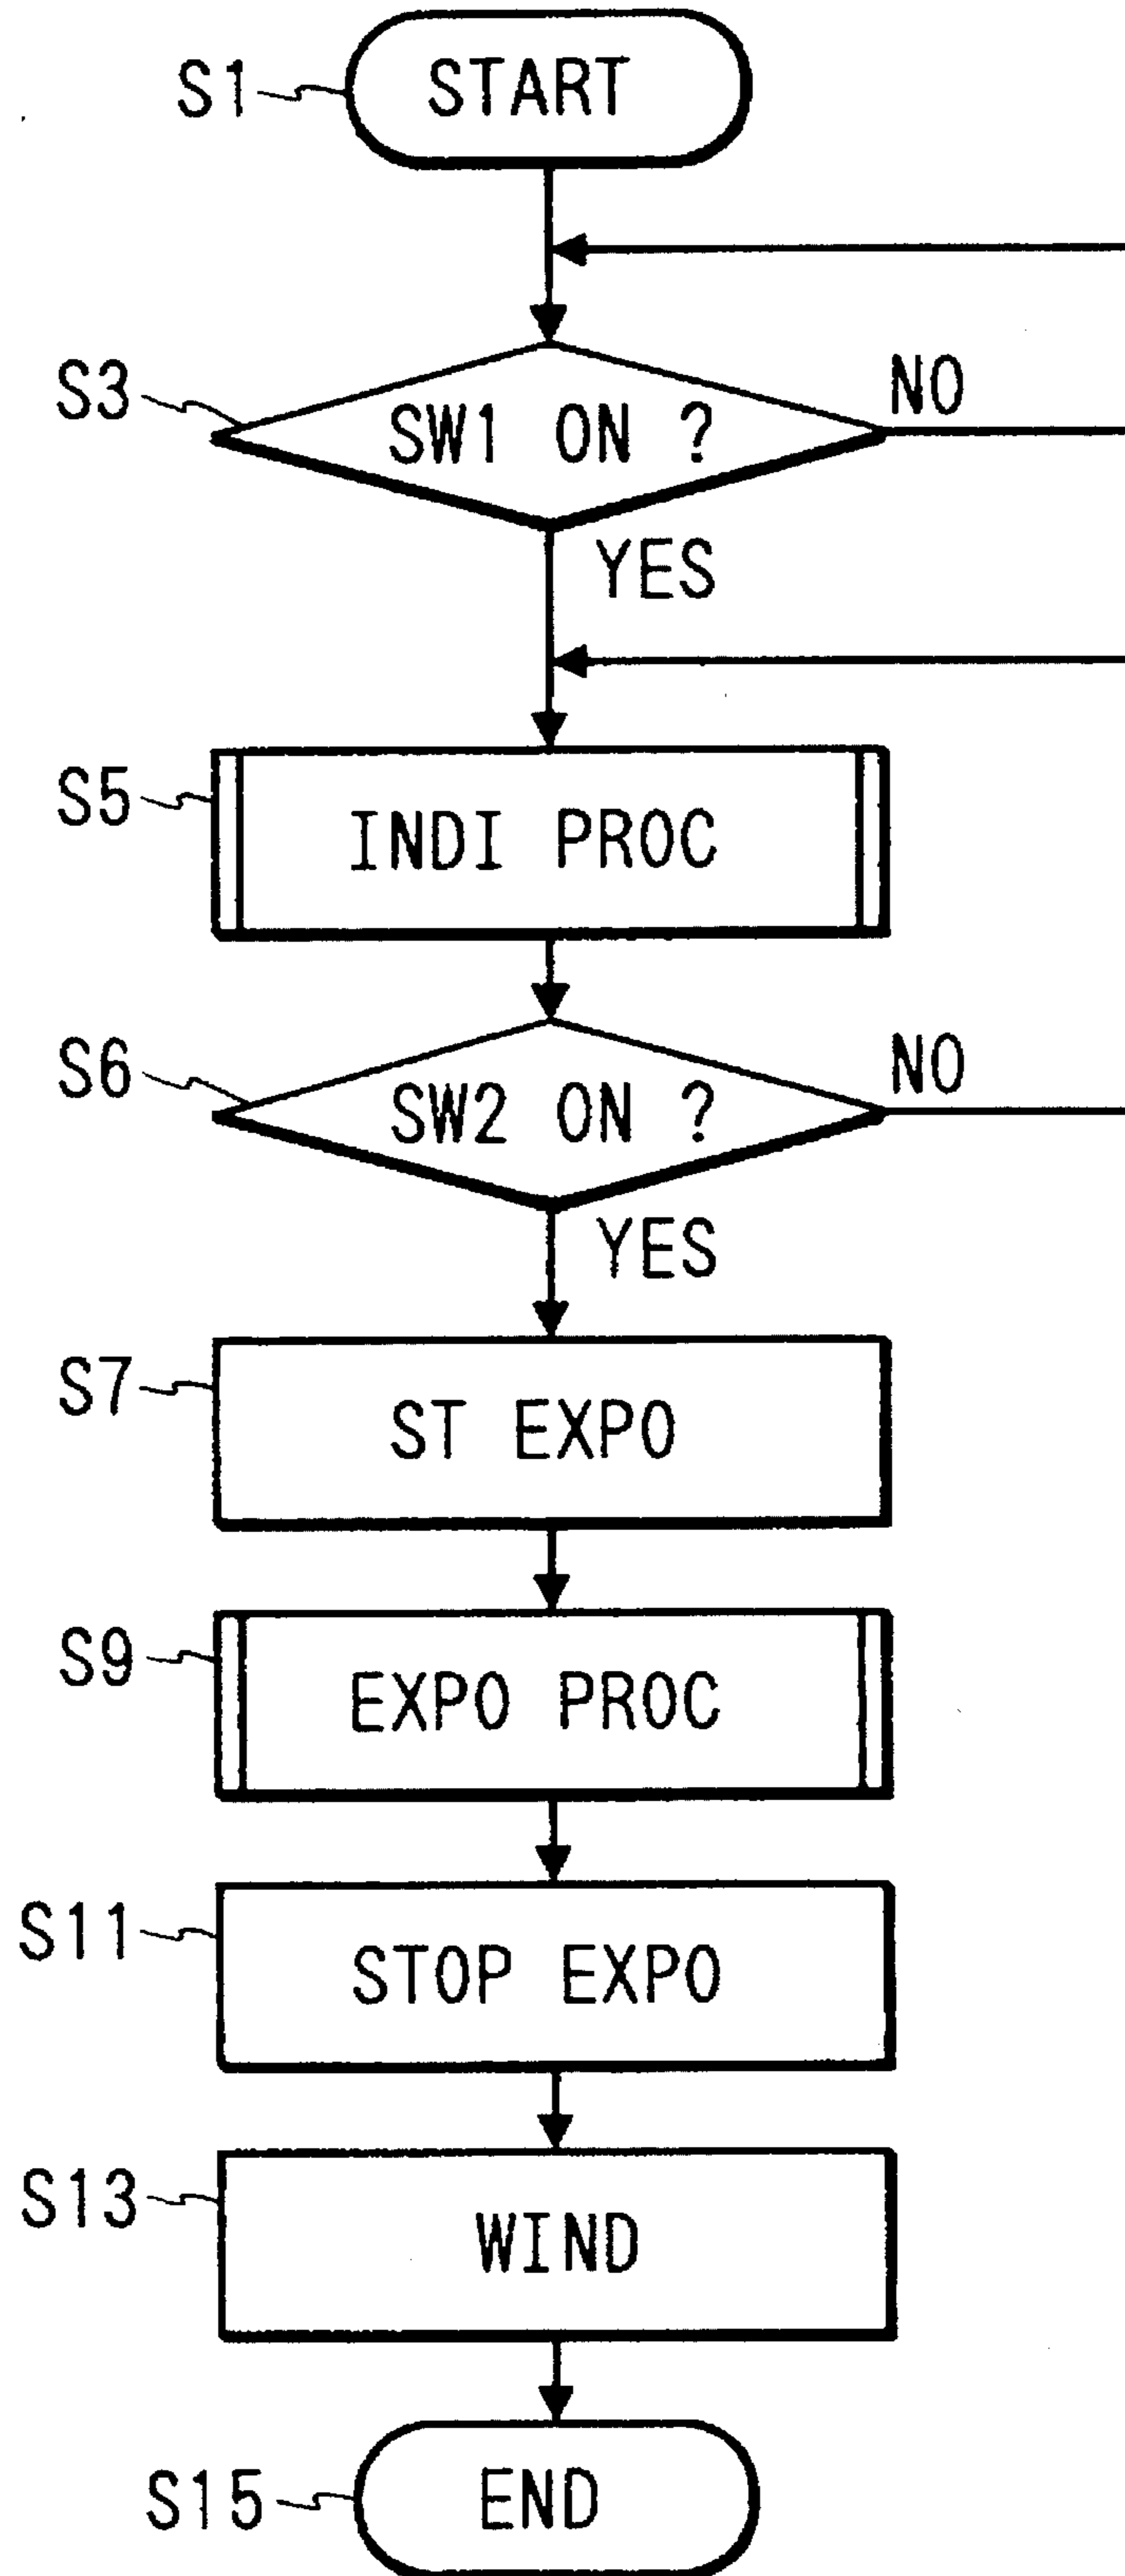 S1 START
S3 SW1 ON ? NO
YES
S5 INDI PROC
S6 SW2 ON ? NO
YES
S7 ST EXPO
S9 EXPO PROC
S11 STOP EXPO
S13 WIND
S15 END